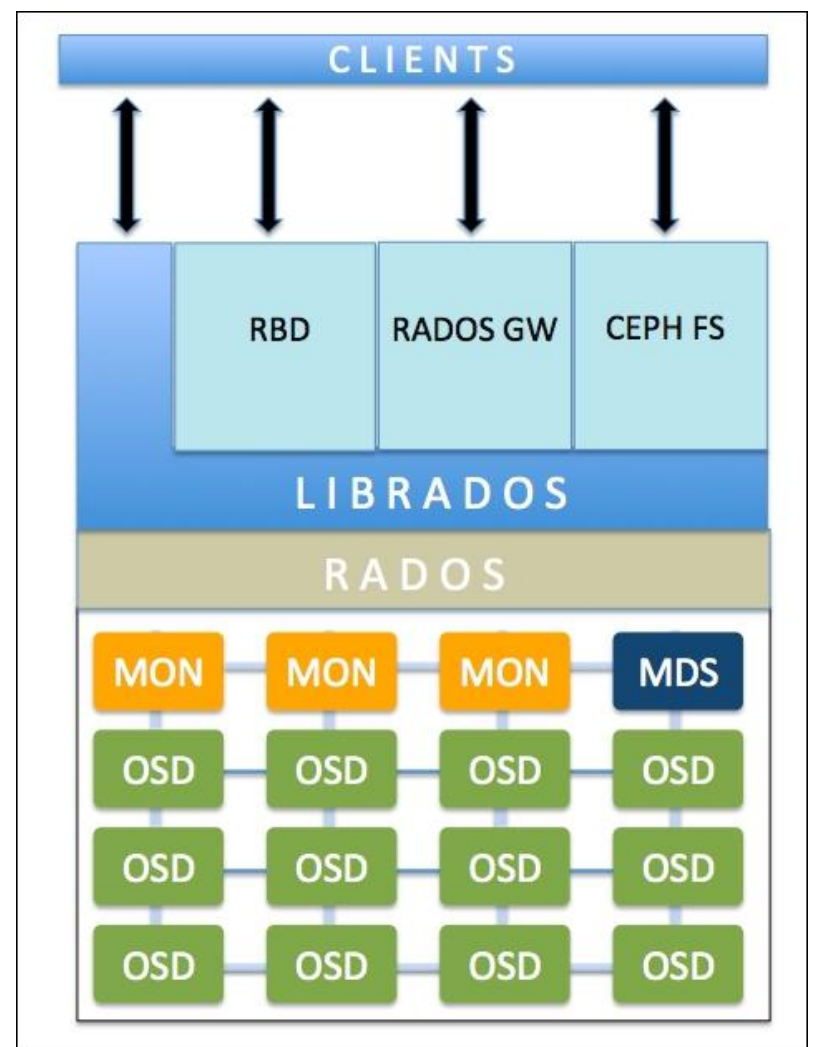 CLIENTS
RBD RADOS GW CEPH FS
LIBRADOS
RADOS
MON MON MON MDS
OSD OSD OSD OSD
OSD OSD OSD OSD
OSD OSD OSD OSD